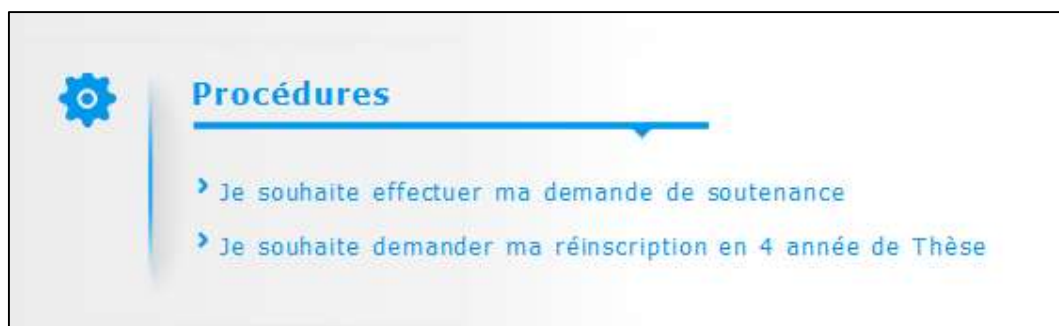 Procédures
Je souhaite effectuer ma demande de soutenance
Je souhaite demander ma réinscription en 4 année de Thèse